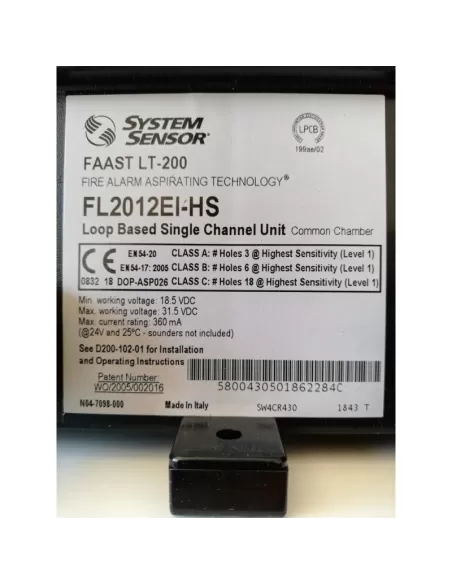 SYSTEM
SENSOR®
LPCB
199ae/02
FAAST LT-200
FIRE ALARM ASPIRATING TECHNOLOGY®
FL2012EI-HS
Loop Based Single Channel Unit Common Chamber
CE
0832 18
EN54-20
EN54-17: 2005
DOP-ASP026
CLASS A: # Holes 3 @ Highest Sensitivity (Level 1)
CLASS B: # Holes 6 @ Highest Sensitivity (Level 1)
CLASS C: # Holes 18 @ Highest Sensitivity (Level 1)
Min. working voltage: 18.5 VDC
Max. working voltage: 31.5 VDC
Max. current rating: 360 mA
(@24V and 25ºC - sounders not included)
See D200-102-01 for Installation
and Operating Instructions
Patent Number:
WO/2005/002016
5800430501862284C
N04-7098-000
Made in Italy
SW4CR430
1843 T